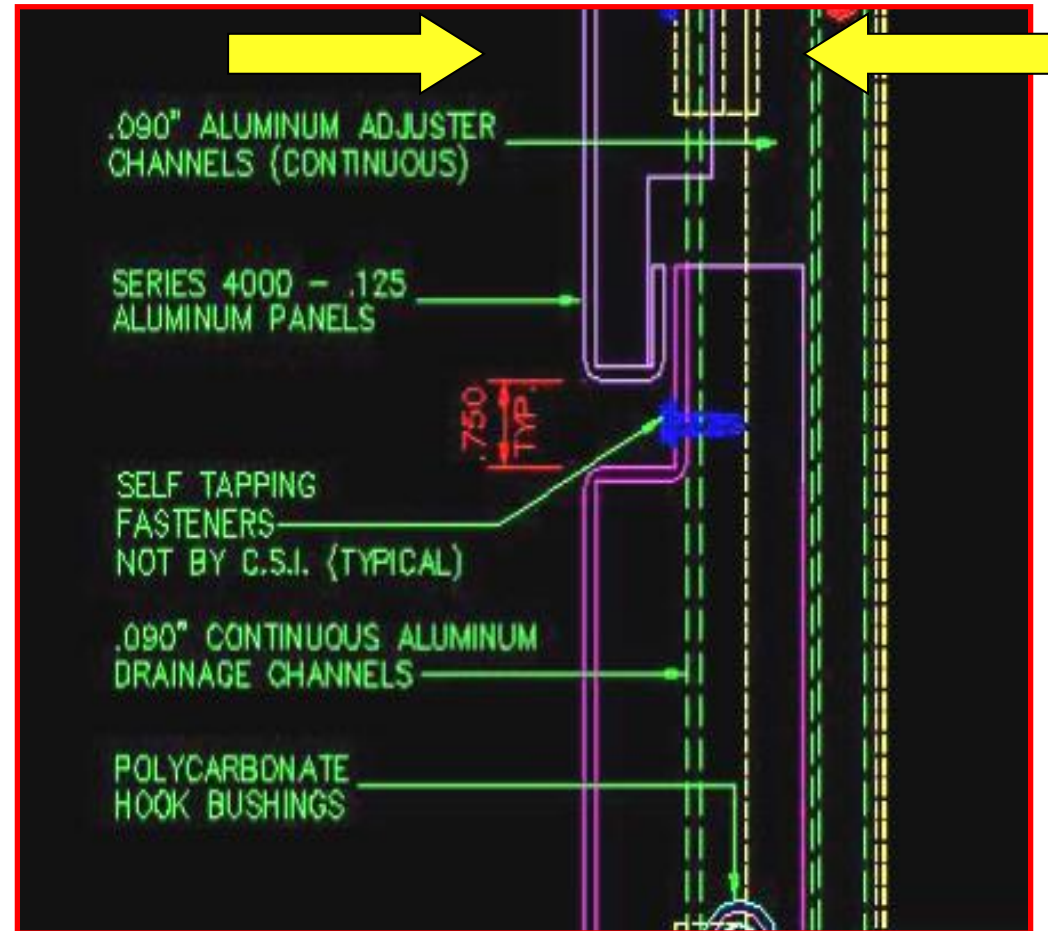 .090" ALUMINUM ADJUSTER
CHANNELS (CONTINUOUS)
SERIES 4000 – .125
ALUMINUM PANELS
.750
TYP.
SELF TAPPING
FASTENERS
NOT BY C.S.I. (TYPICAL)
.090" CONTINUOUS ALUMINUM
DRAINAGE CHANNELS
POLYCARBONATE
HOOK BUSHINGS